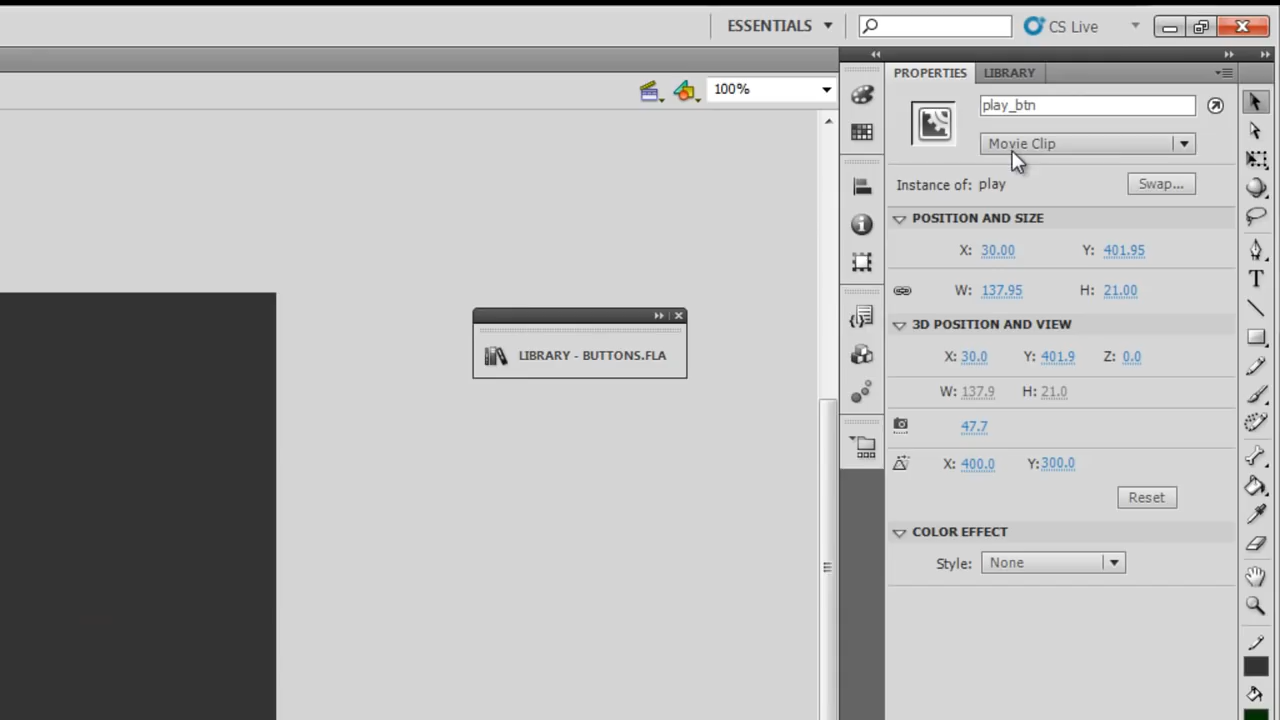 ESSENTIALS
CS Live
100%
PROPERTIES LIBRARY
play_btn
Movie Clip
Instance of: play Swap...
POSITION AND SIZE
X: 30.00 Y: 401.95
W: 137.95 H: 21.00
3D POSITION AND VIEW
X: 30.0 Y: 401.9 Z: 0.0
W: 137.9 H: 21.0
47.7
X: 400.0 Y: 300.0
Reset
COLOR EFFECT
Style: None
LIBRARY - BUTTONS.FLA